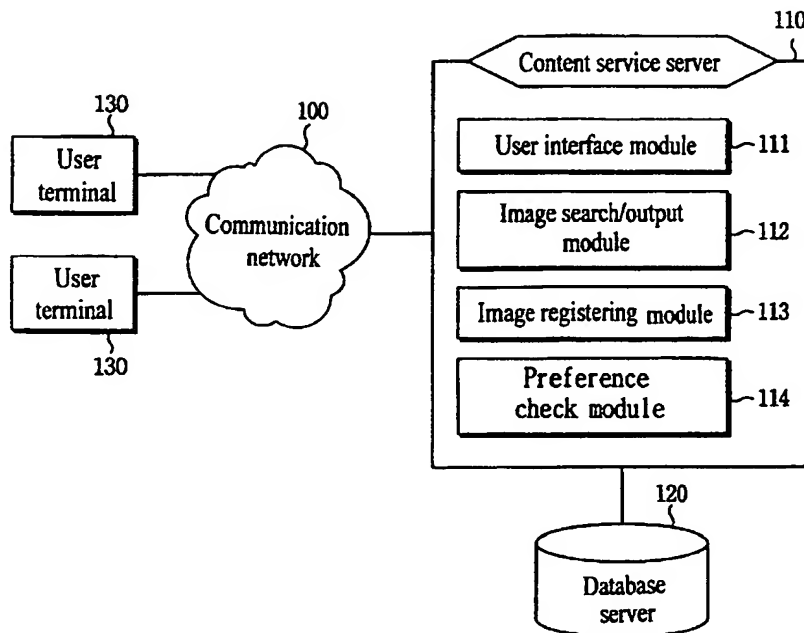 110
Content service server
130
100
User
terminal
User interface module
111
Communication
network
Image search/output
module
112
User
terminal
130
Image registering module
113
Preference
check module
114
120
Database
server